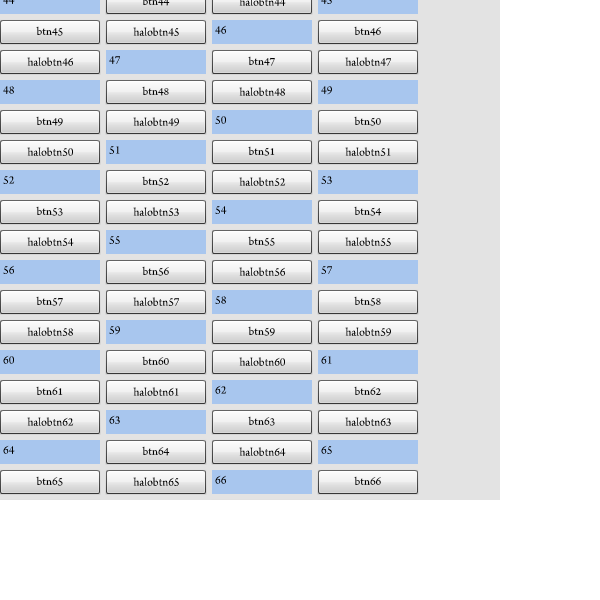 44 btn44 halobtn44 45
btn45 halobtn45 46 btn46
halobtn46 47 btn47 halobtn47
48 btn48 halobtn48 49
btn49 halobtn49 50 btn50
halobtn50 51 btn51 halobtn51
52 btn52 halobtn52 53
btn53 halobtn53 54 btn54
halobtn54 55 btn55 halobtn55
56 btn56 halobtn56 57
btn57 halobtn57 58 btn58
halobtn58 59 btn59 halobtn59
60 btn60 halobtn60 61
btn61 halobtn61 62 btn62
halobtn62 63 btn63 halobtn63
64 btn64 halobtn64 65
btn65 halobtn65 66 btn66